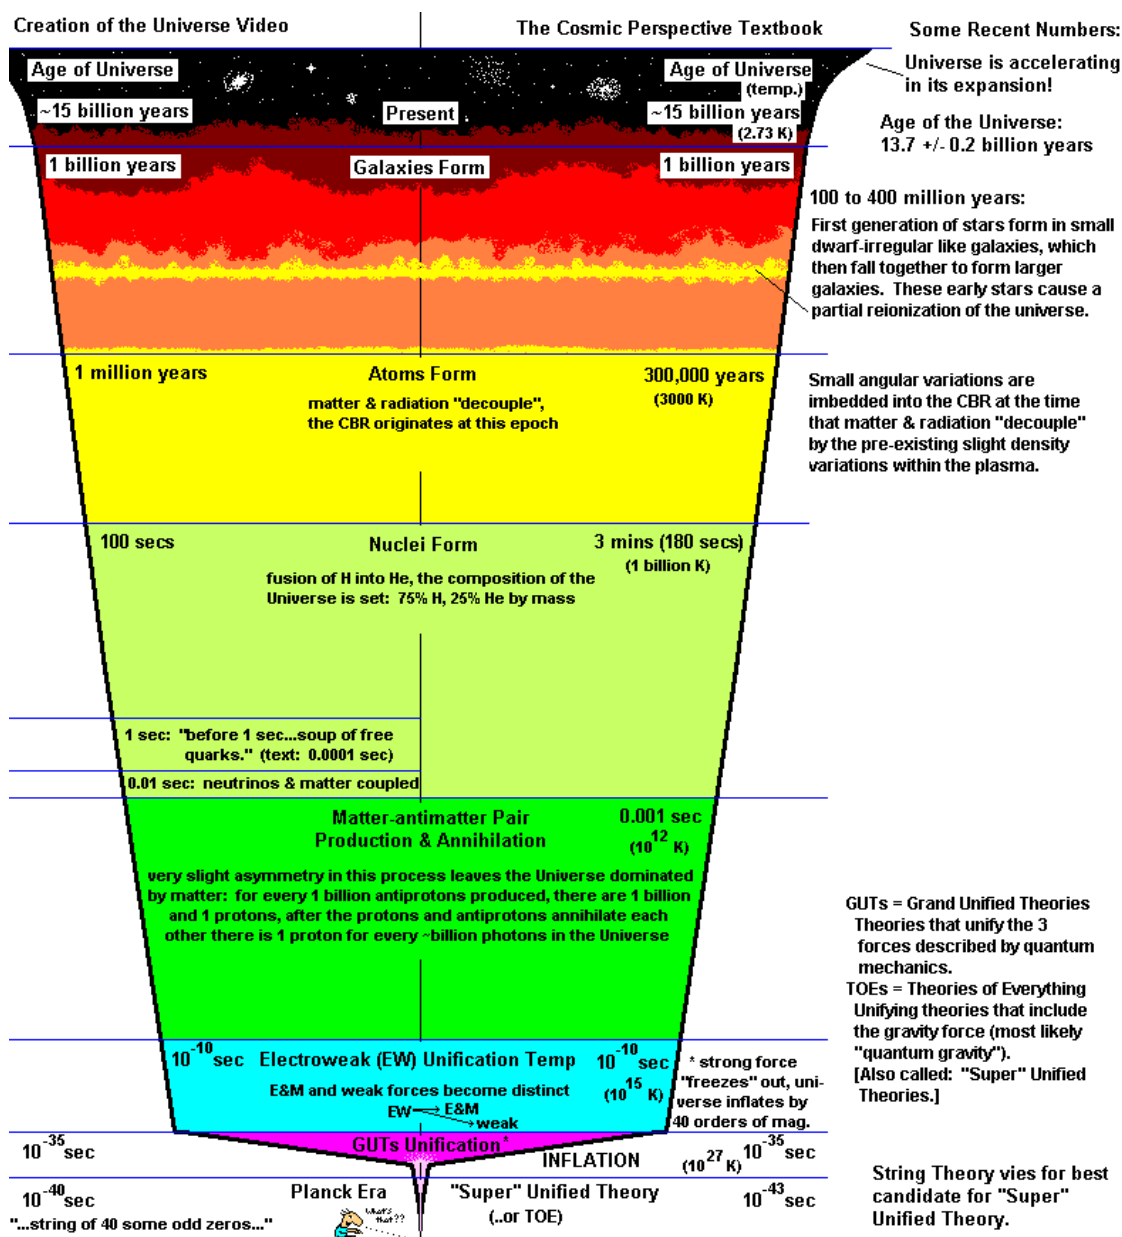 Creation of the Universe Video
The Cosmic Perspective Textbook
Some Recent Numbers:
Age of Universe
Age of Universe
(temp.)
Universe is accelerating
in its expansion!
~15 billion years
Present
~15 billion years
(2.73 K)
Age of the Universe:
13.7 +/- 0.2 billion years
1 billion years
Galaxies Form
1 billion years
100 to 400 million years:
First generation of stars form in small
dwarf-irregular like galaxies, which
then fall together to form larger
galaxies. These early stars cause a
partial reionization of the universe.
1 million years
Atoms Form
300,000 years
(3000 K)
matter & radiation "decouple",
the CBR originates at this epoch
Small angular variations are
imbedded into the CBR at the time
that matter & radiation "decouple"
by the pre-existing slight density
variations within the plasma.
100 secs
Nuclei Form
3 mins (180 secs)
(1 billion K)
fusion of H into He, the composition of the
Universe is set: 75% H, 25% He by mass
1 sec: "before 1 sec...soup of free
quarks." (text: 0.0001 sec)
0.01 sec: neutrinos & matter coupled
Matter-antimatter Pair
Production & Annihilation
0.001 sec
(10^12 K)
very slight asymmetry in this process leaves the Universe dominated
by matter: for every 1 billion antiprotons produced, there are 1 billion
and 1 protons, after the protons and antiprotons annihilate each
other there is 1 proton for every ~billion photons in the Universe
GUTs = Grand Unified Theories
Theories that unify the 3
forces described by quantum
mechanics.
TOEs = Theories of Everything
Unifying theories that include
the gravity force (most likely
"quantum gravity").
[Also called: "Super" Unified
Theories.]
10^-10 sec
Electroweak (EW) Unification Temp
10^-10 sec
(10^15 K)
E&M and weak forces become distinct
EW
E&M
weak
* strong force
"freezes" out, uni-
verse inflates by
40 orders of mag.
10^-35 sec
GUTs Unification*
INFLATION
(10^27 K)
10^-35 sec
10^-40 sec
Planck Era
"Super" Unified Theory
(..or TOE)
10^-43 sec
"...string of 40 some odd zeros..."
What's
that??
String Theory vies for best
candidate for "Super"
Unified Theory.